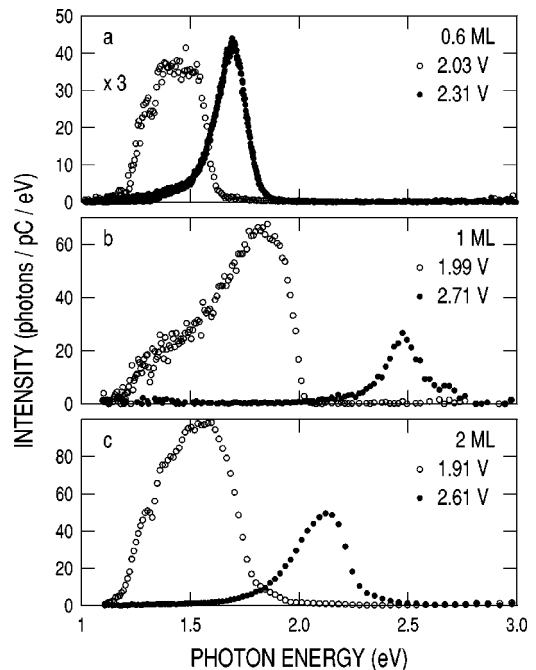 a
x 3
0.6 ML
2.03 V
2.31 V
50
40
30
20
10
0
b
1 ML
1.99 V
2.71 V
60
40
20
0
c
2 ML
1.91 V
2.61 V
80
60
40
20
0
1
1.5
2.0
2.5
3.0
INTENSITY (photons / pC / eV)
PHOTON ENERGY (eV)